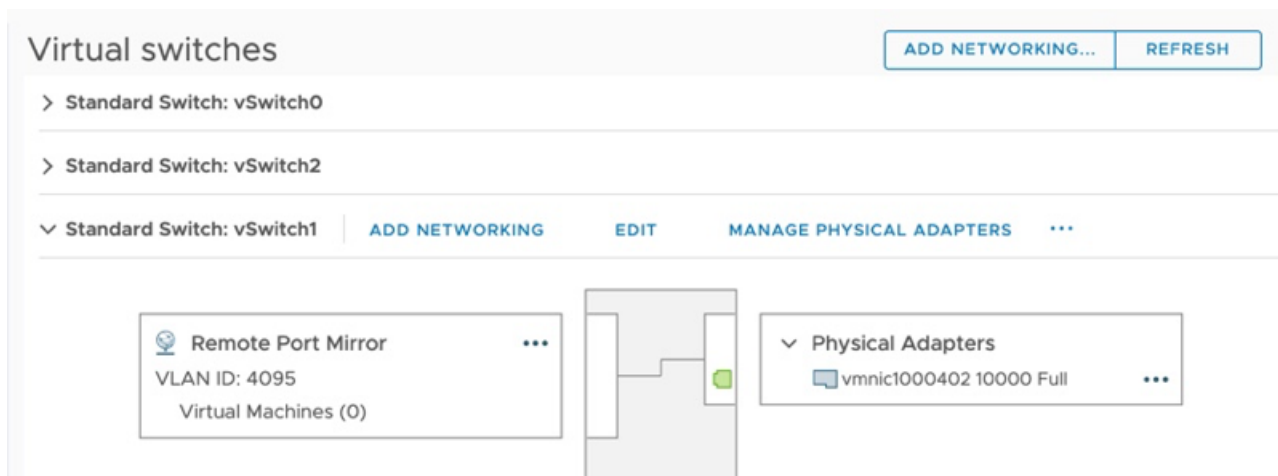 Virtual switches
ADD NETWORKING... REFRESH
Standard Switch: vSwitch0
Standard Switch: vSwitch2
Standard Switch: vSwitch1 ADD NETWORKING EDIT MANAGE PHYSICAL ADAPTERS ...
Remote Port Mirror ...
VLAN ID: 4095
Virtual Machines (0)
Physical Adapters
vmnic1000402 10000 Full ...